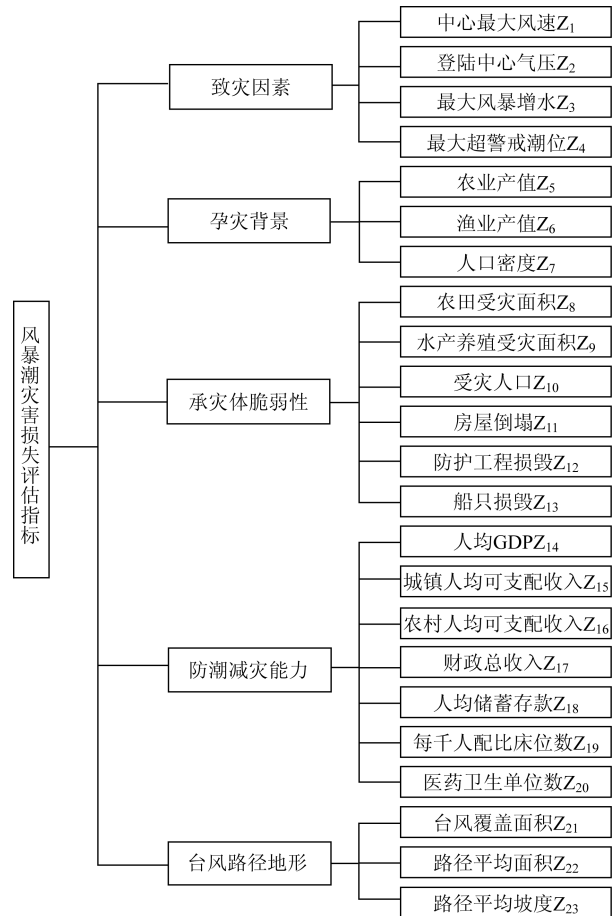 风暴潮灾害损失评估指标
致灾因素
中心最大风速Z₁
登陆中心气压Z₂
最大风暴增水Z₃
最大超警戒潮位Z₄
孕灾背景
农业产值Z₅
渔业产值Z₆
人口密度Z₇
承灾体脆弱性
农田受灾面积Z₈
水产养殖受灾面积Z₉
受灾人口Z₁₀
房屋倒塌Z₁₁
防护工程损毁Z₁₂
船只损毁Z₁₃
防潮减灾能力
人均GDPZ₁₄
城镇人均可支配收入Z₁₅
农村人均可支配收入Z₁₆
财政总收入Z₁₇
人均储蓄存款Z₁₈
每千人配比床位数Z₁₉
医药卫生单位数Z₂₀
台风路径地形
台风覆盖面积Z₂₁
路径平均面积Z₂₂
路径平均坡度Z₂₃